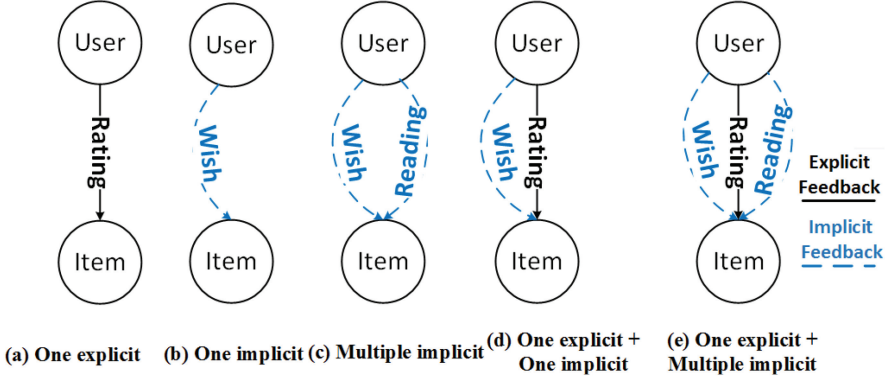 User
User
User
User
User
Rating
Wish
Wish
Reading
Wish
Rating
Wish
Rating
Reading
Explicit
Feedback
Implicit
Feedback
Item
Item
Item
Item
Item
(a) One explicit
(b) One implicit
(c) Multiple implicit
(d) One explicit +
One implicit
(e) One explicit +
Multiple implicit